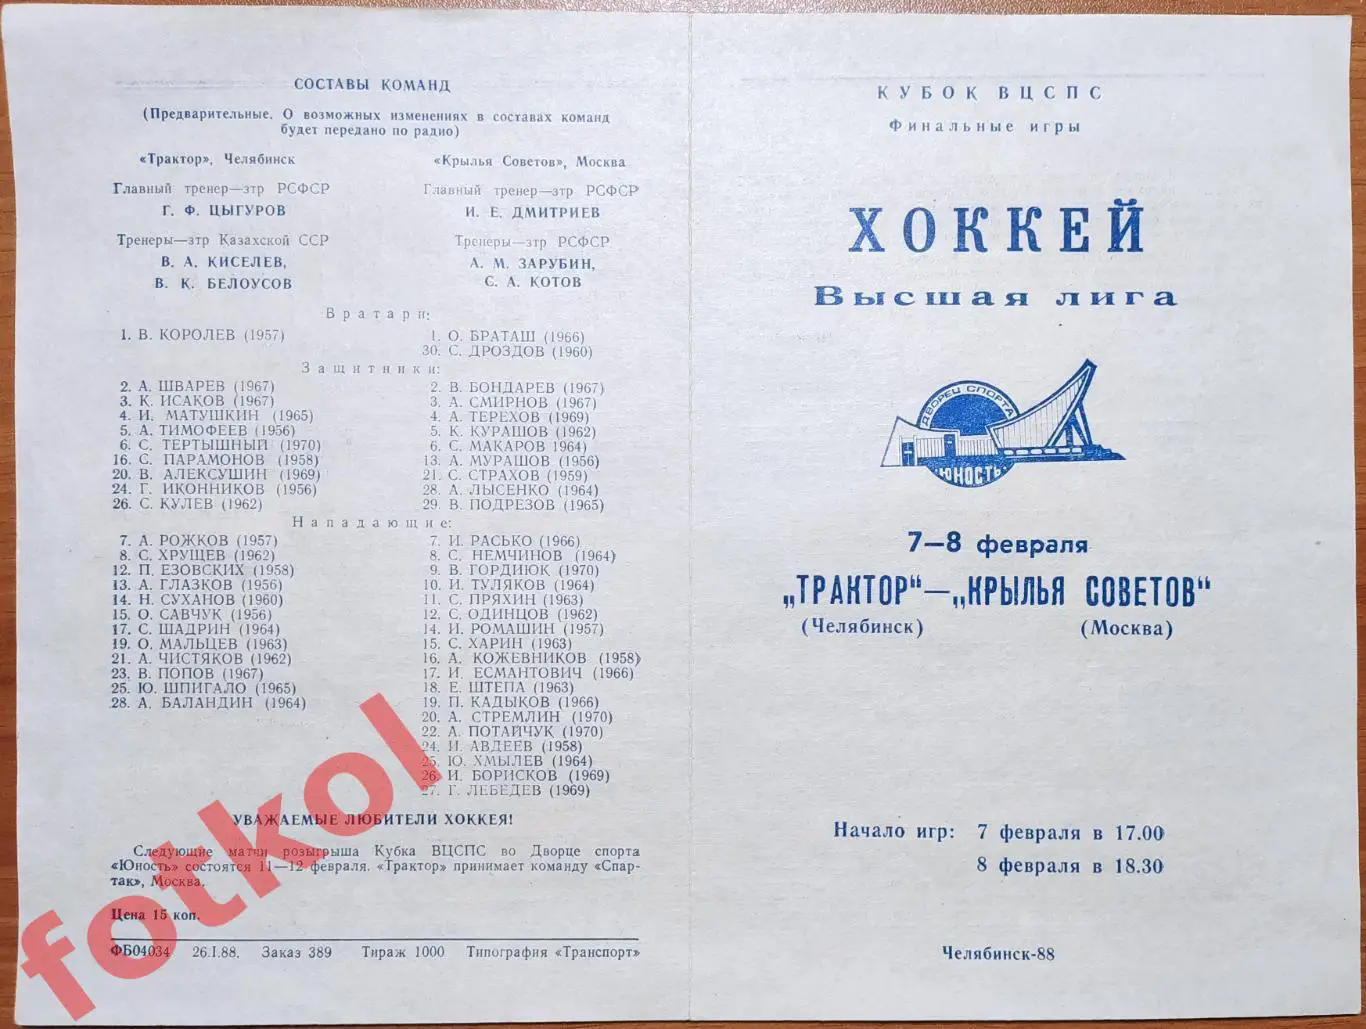 СОСТАВЫ КОМАНД
(Предварительные. О возможных изменениях в составах команд
будет передано по радио)
«Трактор», Челябинск
Главный тренер—зтр РСФСР
Г. Ф. ЦЫГУРОВ
Тренеры—зтр Казахской ССР
В. А. КИСЕЛЕВ,
В. К. БЕЛОУСОВ
«Крылья Советов», Москва
Главный тренер—зтр РСФСР
И. Е. ДМИТРИЕВ
Тренеры—зтр РСФСР
А. М. ЗАРУБИН,
С. А. КОТОВ
Вратари:
1. В. КОРОЛЕВ (1957)
1. О. БРАТАШ (1966)
30. С. ДРОЗДОВ (1960)
Защитники:
2. А. ШВАРЕВ (1967)
3. К. ИСАКОВ (1967)
4. И. МАТУШКИН (1965)
5. А. ТИМОФЕЕВ (1956)
6. С. ТЕРТЫШНЫЙ (1970)
16. С. ПАРАМОНОВ (1958)
20. В. АЛЕКСУШИН (1969)
24. Г. ИКОННИКОВ (1956)
26. С. КУЛЕВ (1962)
2. В. БОНДАРЕВ (1967)
3. А. СМИРНОВ (1967)
4. А. ТЕРЕХОВ (1969)
5. К. КУРАШОВ (1962)
6. С. МАКАРОВ 1964)
13. А. МУРАШОВ (1956)
21. С. СТРАХОВ (1959)
28. А. ЛЫСЕНКО (1964)
29. В. ПОДРЕЗОВ (1965)
Нападающие:
7. А. РОЖКОВ (1957)
8. С. ХРУЩЕВ (1962)
12. П. ЕЗОВСКИХ (1958)
13. А. ГЛАЗКОВ (1956)
14. Н. СУХАНОВ (1960)
15. О. САВЧУК (1956)
17. С. ШАДРИН (1964)
19. О. МАЛЬЦЕВ (1963)
21. А. ЧИСТЯКОВ (1962)
23. В. ПОПОВ (1967)
25. Ю. ШПИГАЛО (1965)
28. А. БАЛАНДИН (1964)
7. И. РАСЬКО (1966)
8. С. НЕМЧИНОВ (1964)
9. В. ГОРДИЮК (1970)
10. И. ТУЛЯКОВ (1964)
11. С. ПРЯХИН (1963)
12. С. ОДИНЦОВ (1962)
14. И. РОМАШИН (1957)
15. С. ХАРИН (1963)
16. А. КОЖЕВНИКОВ (1958)
17. И. ЕСМАНТОВИЧ (1966)
18. Е. ШТЕПА (1963)
19. П. КАДЫКОВ (1966)
20. А. СТРЕМЛИН (1970)
22. А. ПОТАЙЧУК (1970)
24. И. АВДЕЕВ (1958)
25. Ю. ХМЫЛЕВ (1964)
26. И. БОРИСКОВ (1969)
27. Г. ЛЕБЕДЕВ (1969)
УВАЖАЕМЫЕ ЛЮБИТЕЛИ ХОККЕЯ!
Следующие матчи розыгрыша Кубка ВЦСПС во Дворце спорта
«Юность» состоятся 11—12 февраля. «Трактор» принимает команду «Спар-
так», Москва.
Цена 15 коп.
ФБ04034 26.I.88. Заказ 389 Тираж 1000 Типография «Транспорт»
КУБОК ВЦСПС
Финальные игры
ХОККЕЙ
Высшая лига
ДВОРЕЦ СПОРТА
ЮНОСТЬ
7—8 февраля
„ТРАКТОР"—„КРЫЛЬЯ СОВЕТОВ"
(Челябинск) (Москва)
Начало игр: 7 февраля в 17.00
8 февраля в 18.30
Челябинск-88
fotkol